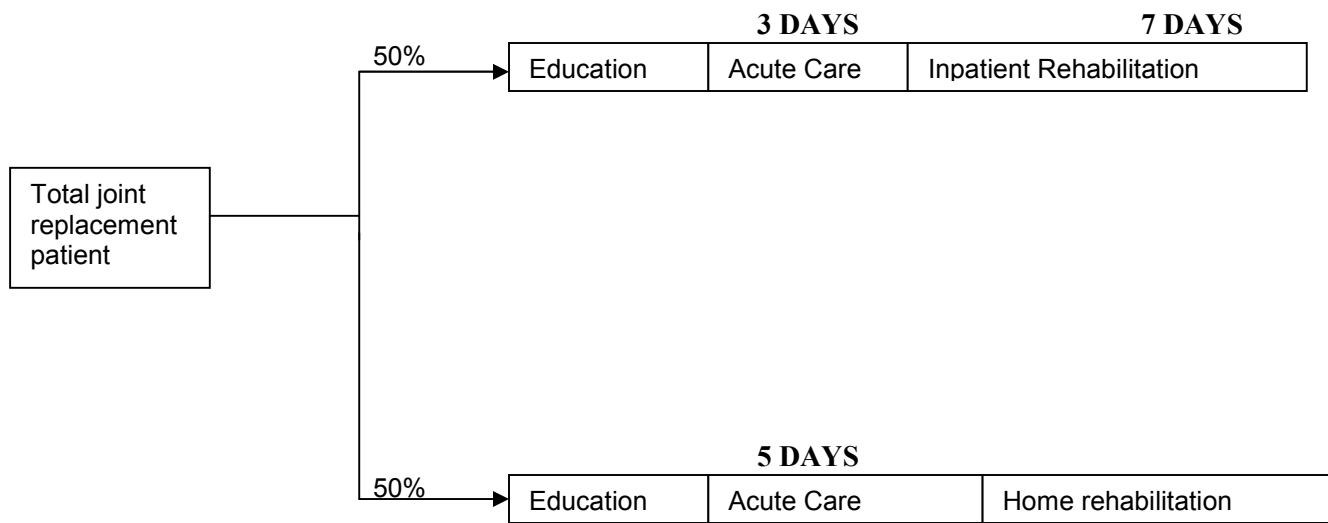 3 DAYS 7 DAYS
50%
Education Acute Care Inpatient Rehabilitation
Total joint
replacement
patient
5 DAYS
50%
Education Acute Care Home rehabilitation